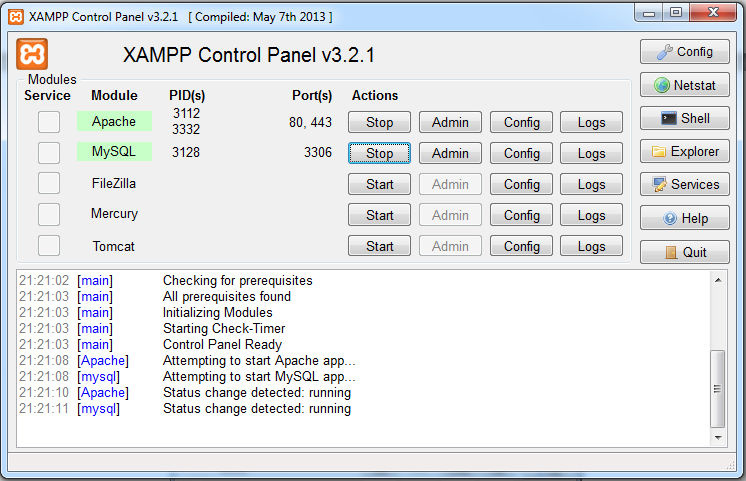 XAMPP Control Panel v3.2.1 [ Compiled: May 7th 2013 ]
XAMPP Control Panel v3.2.1
Config
Modules
Service Module PID(s) Port(s) Actions
Netstat
Apache 3112 3332 80, 443 Stop Admin Config Logs
Shell
MySQL 3128 3306 Stop Admin Config Logs
Explorer
FileZilla Start Admin Config Logs
Services
Mercury Start Admin Config Logs
Help
Tomcat Start Admin Config Logs
Quit
21:21:02 [main] Checking for prerequisites
21:21:03 [main] All prerequisites found
21:21:03 [main] Initializing Modules
21:21:03 [main] Starting Check-Timer
21:21:03 [main] Control Panel Ready
21:21:08 [Apache] Attempting to start Apache app...
21:21:08 [mysql] Attempting to start MySQL app...
21:21:10 [Apache] Status change detected: running
21:21:11 [mysql] Status change detected: running